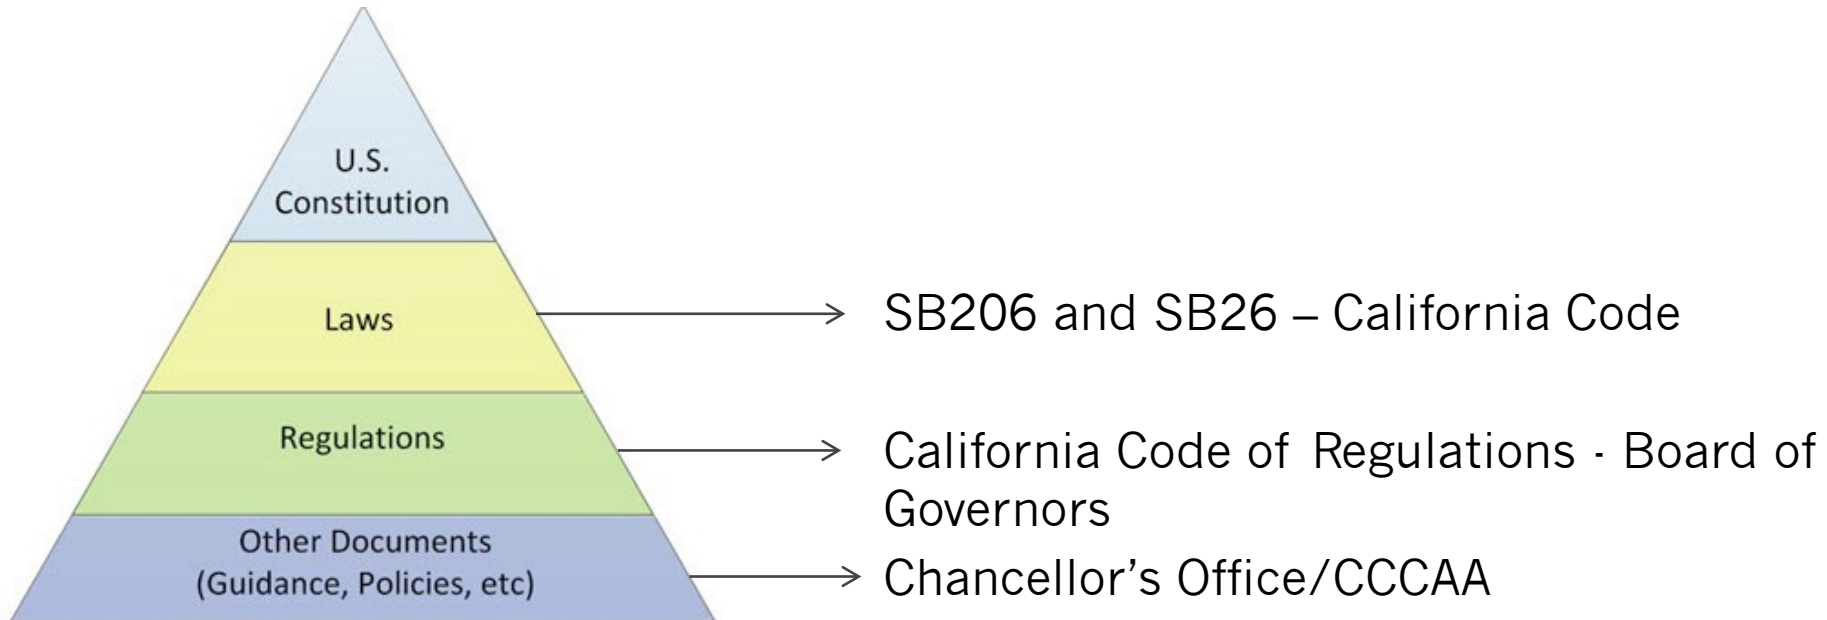 U.S.
Constitution
Laws
SB206 and SB26 – California Code
Regulations
California Code of Regulations - Board of
Governors
Other Documents
(Guidance, Policies, etc)
Chancellor’s Office/CCCAA